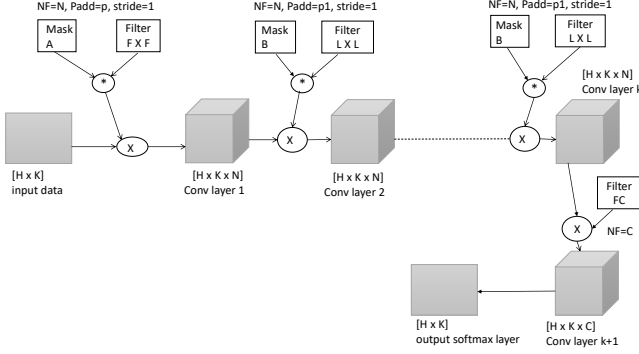 NF=N, Padd=p, stride=1
Mask
A
Filter
F X F
*
X
[H x K]
input data
[H x K x N]
Conv layer 1
NF=N, Padd=p1, stride=1
Mask
B
Filter
L X L
*
X
[H x K x N]
Conv layer 2
NF=N, Padd=p1, stride=1
Mask
B
Filter
L X L
*
X
[H x K x N]
Conv layer k
Filter
FC
X
NF=C
[H x K x C]
Conv layer k+1
[H x K]
output softmax layer